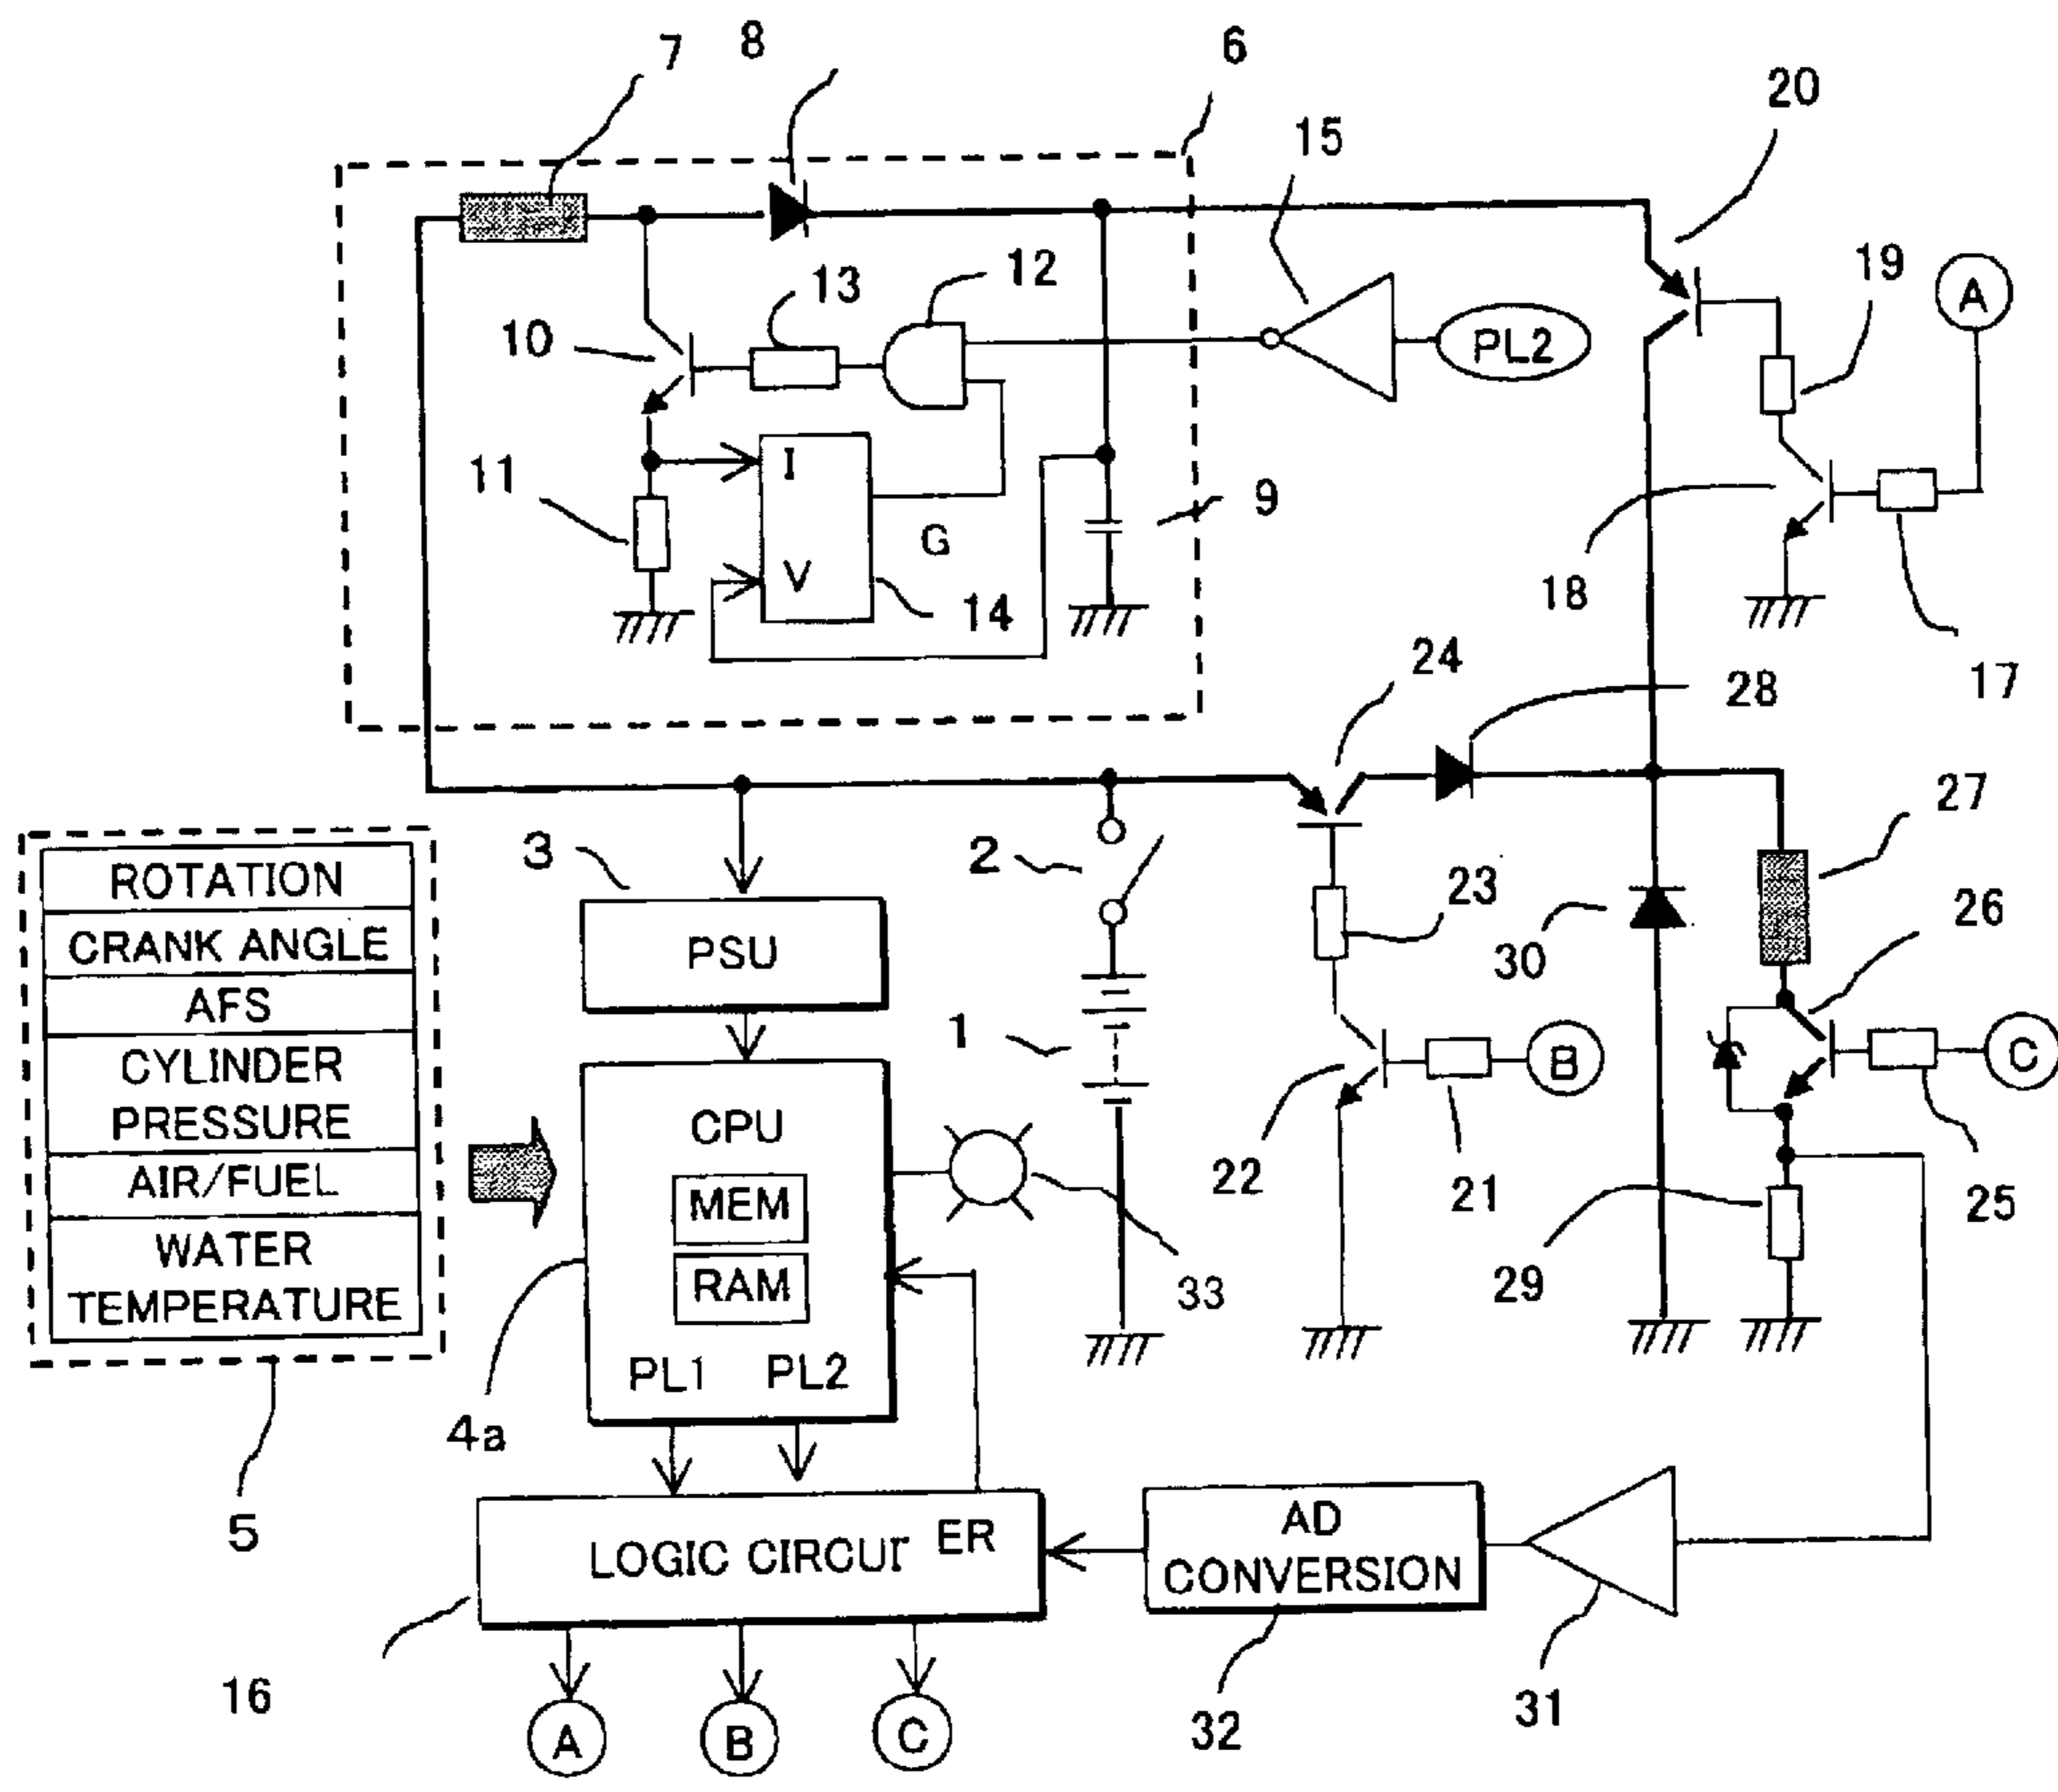 7
8
6
20
15
12
13
19
A
10
PL2
11
I
9
G
V
14
18
17
24
28
27
3
2
23
26
ROTATION
CRANK ANGLE
AFS
CYLINDER
PRESSURE
AIR/FUEL
WATER
TEMPERATURE
PSU
30
1
B
C
CPU
MEM
RAM
22
21
25
33
29
PL1 PL2
4a
5
LOGIC CIRCUI ER
AD
CONVERSION
16
32
31
A
B
C